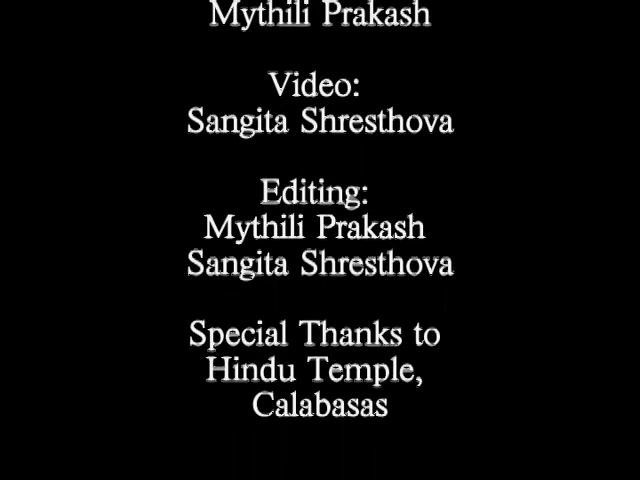 Mythili Prakash
Video:
Sangita Shresthova
Editing:
Mythili Prakash
Sangita Shresthova
Special Thanks to
Hindu Temple,
Calabasas